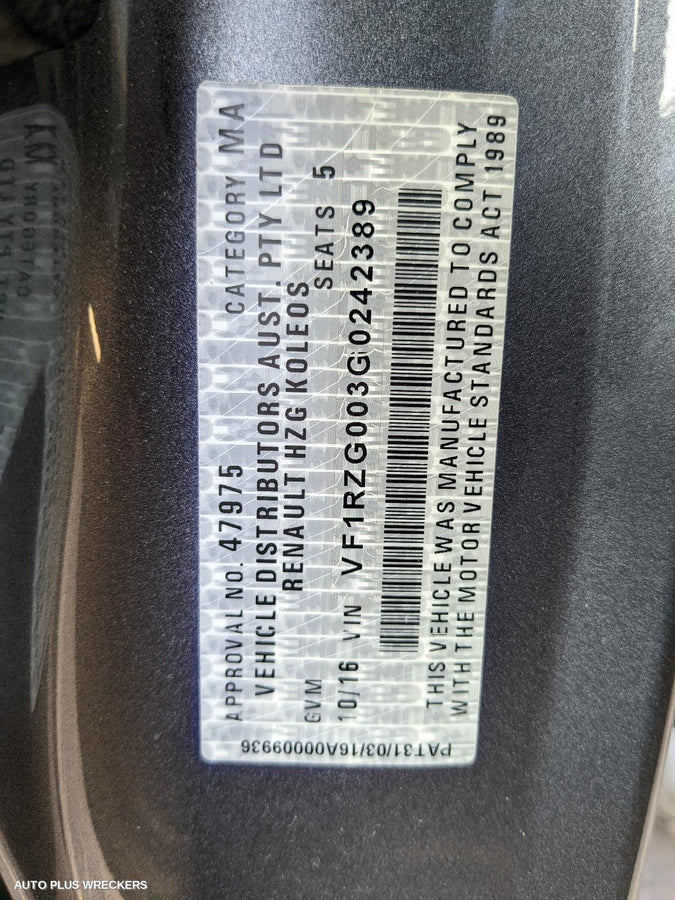 APPROVAL NO. 47975 CATEGORY MA
VEHICLE DISTRIBUTORS AUST. PTY LTD
RENAULT HZG KOLEOS
GVM SEATS 5
10/16 VIN VF1RZG003G0242389
THIS VEHICLE WAS MANUFACTURED TO COMPLY
WITH THE MOTOR VEHICLE STANDARDS ACT 1989
PAT31/03/16A000009936
AUTO PLUS WRECKERS